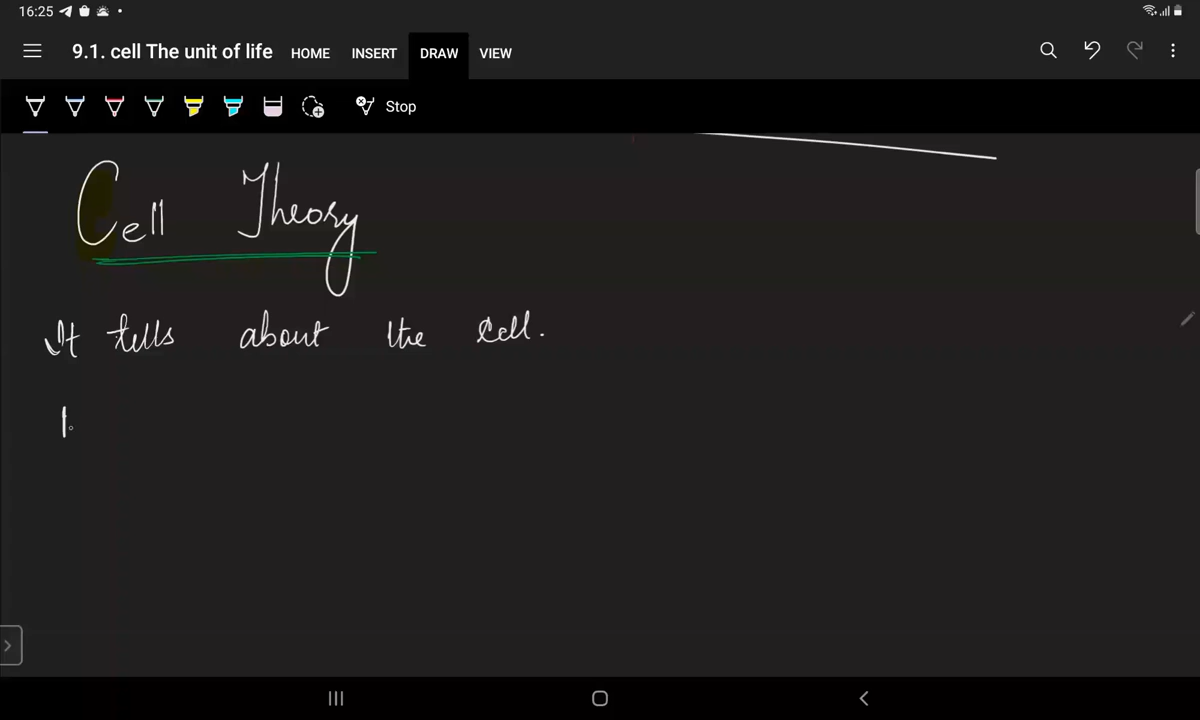 16:25
9.1. cell The unit of life HOME INSERT DRAW VIEW
Stop
Cell Theory
It tells about the cell.